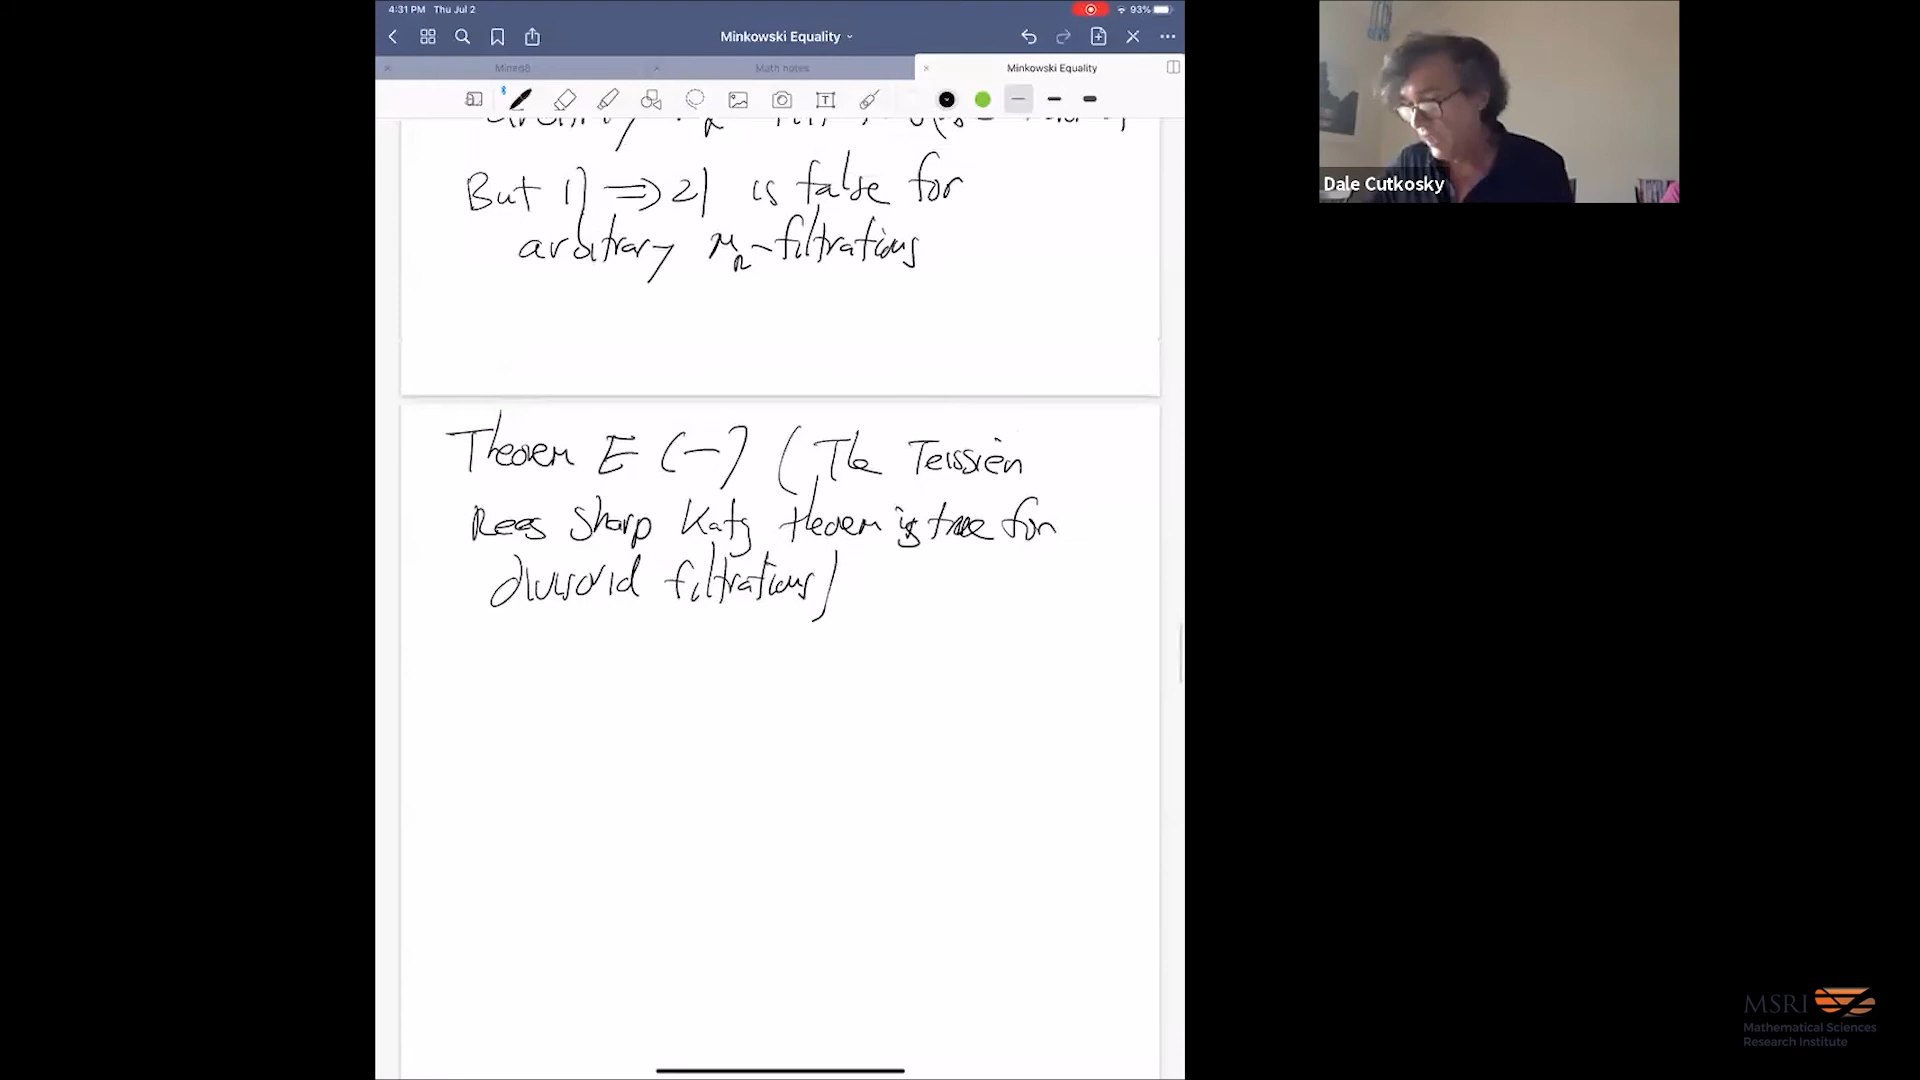 4:31 PM Thu Jul 2
93%
Minkowski Equality
Mine68
Math notes
Minkowski Equality
But 1) ⇒ 2) is false for
arbitrary m_R-filtrations
Theorem E (—) (The Teissier
Rees Sharp Katz theorem is true for
divisorial filtrations)
Dale Cutkosky
MSRI
Mathematical Sciences
Research Institute